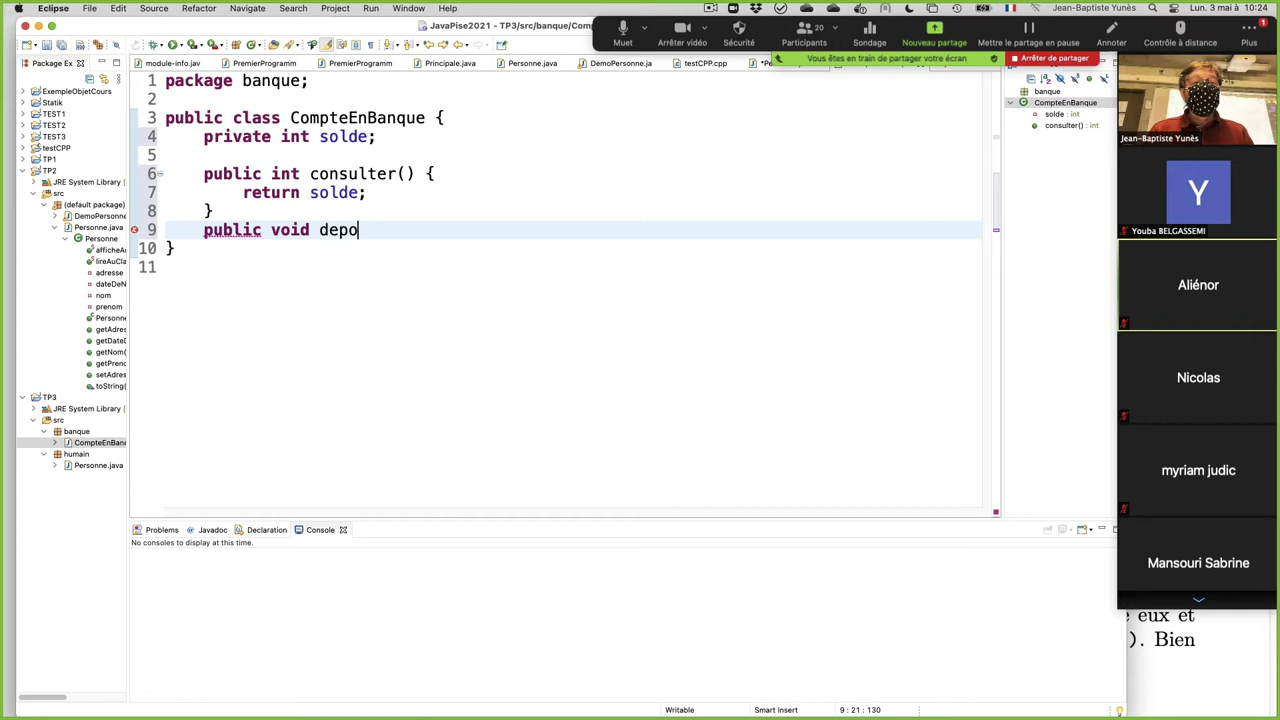 Eclipse File Edit Source Refactor Navigate Search Project Run Window Help
Jean-Baptiste Yunès
Lun. 3 mai à 10:24
JavaPise2021 - TP3/src/banque/Comp
Muet
Arrêter vidéo
Sécurité
20
Participants
Sondage
Nouveau partage
Mettre le partage en pause
Annoter
Contrôle à distance
1
Plus
Vous êtes en train de partager votre écran
Arrêter de partager
Package Ex
module-info.jav
PremierProgramm
PremierProgramm
Principale.java
Personne.java
DemoPersonne.ja
testCPP.cpp
ExempleObjetCours
Statik
TEST1
TEST2
TEST3
testCPP
TP1
TP2
JRE System Library
src
(default package)
DemoPersonne
Personne.java
Personne
afficheAu
lireAuCla
adresse
dateDeN
nom
prenom
Personne
getAdres
getDateD
getNom(
getPreno
setAdres
toString(
TP3
JRE System Library
src
banque
CompteEnBanq
humain
Personne.java
1 package banque;
2
3 public class CompteEnBanque {
4 private int solde;
5
6 public int consulter() {
7 return solde;
8 }
9 public void depo
10 }
11
banque
CompteEnBanque
solde : int
consulter() : int
Jean-Baptiste Yunès
Y
Youba BELGASSEMI
Aliénor
Nicolas
myriam judic
Mansouri Sabrine
Problems
Javadoc
Declaration
Console
No consoles to display at this time.
eux et
). Bien
Writable
Smart Insert
9 : 21 : 130